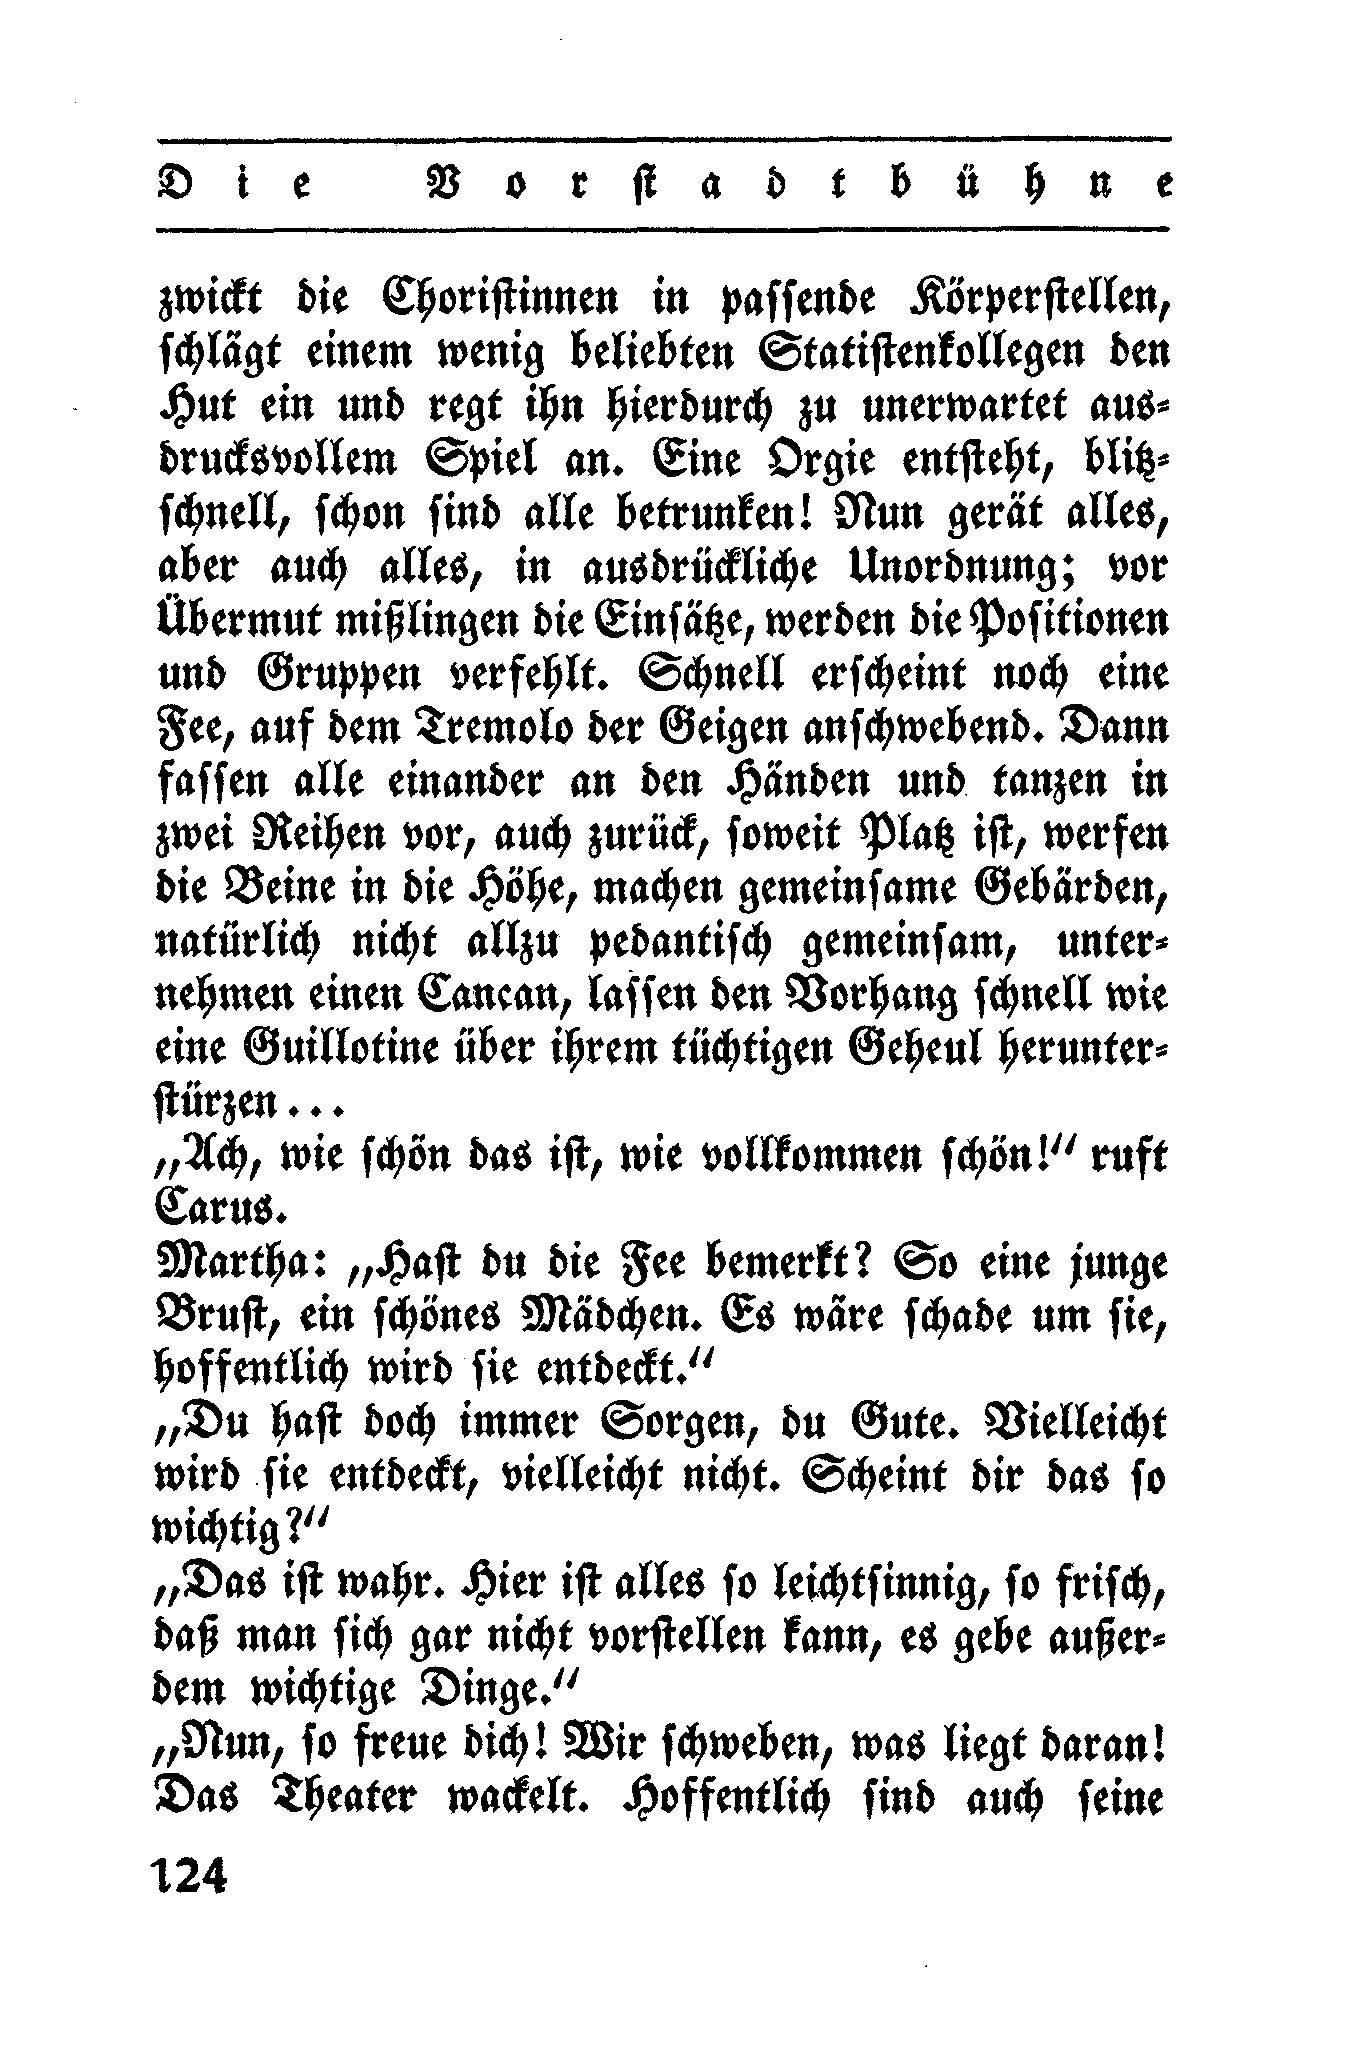 Die Vorstadtbühne
zwickt die Choristinnen in passende Körperstellen,
schlägt einem wenig beliebten Statistenkollegen den
Hut ein und regt ihn hierdurch zu unerwartet aus-
drucksvollem Spiel an. Eine Orgie entsteht, blitz-
schnell, schon sind alle betrunken! Nun gerät alles,
aber auch alles, in ausdrückliche Unordnung; vor
Übermut mißlingen die Einsätze, werden die Positionen
und Gruppen verfehlt. Schnell erscheint noch eine
Fee, auf dem Tremolo der Geigen anschwebend. Dann
fassen alle einander an den Händen und tanzen in
zwei Reihen vor, auch zurück, soweit Platz ist, werfen
die Beine in die Höhe, machen gemeinsame Gebärden,
natürlich nicht allzu pedantisch gemeinsam, unter-
nehmen einen Cancan, lassen den Vorhang schnell wie
eine Guillotine über ihrem tüchtigen Geheul herunter-
stürzen...
„Ach, wie schön das ist, wie vollkommen schön!“ ruft
Carus.
Martha: „Hast du die Fee bemerkt? So eine junge
Brust, ein schönes Mädchen. Es wäre schade um sie,
hoffentlich wird sie entdeckt.“
„Du hast doch immer Sorgen, du Gute. Vielleicht
wird sie entdeckt, vielleicht nicht. Scheint dir das so
wichtig?“
„Das ist wahr. Hier ist alles so leichtsinnig, so frisch,
daß man sich gar nicht vorstellen kann, es gebe außer-
dem wichtige Dinge.“
„Nun, so freue dich! Wir schweben, was liegt daran!
Das Theater wackelt. Hoffentlich sind auch seine
124